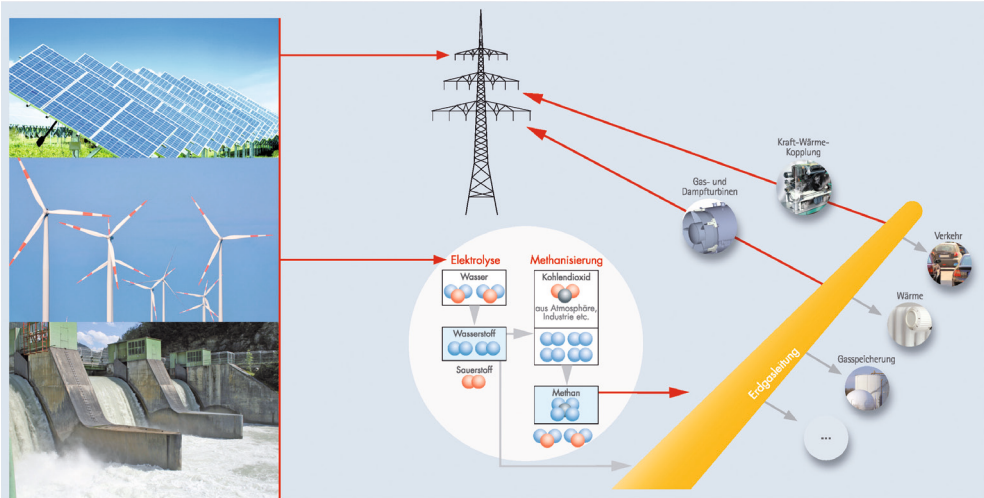 Kraft-Wärme-
Kopplung
Gas- und
Dampfturbinen
Verkehr
Wärme
Gasspeicherung
...
Erdgasleitung
Elektrolyse
Wasser
Wasserstoff
Sauerstoff
Methanisierung
Kohlendioxid
aus Atmosphäre,
Industrie etc.
Methan